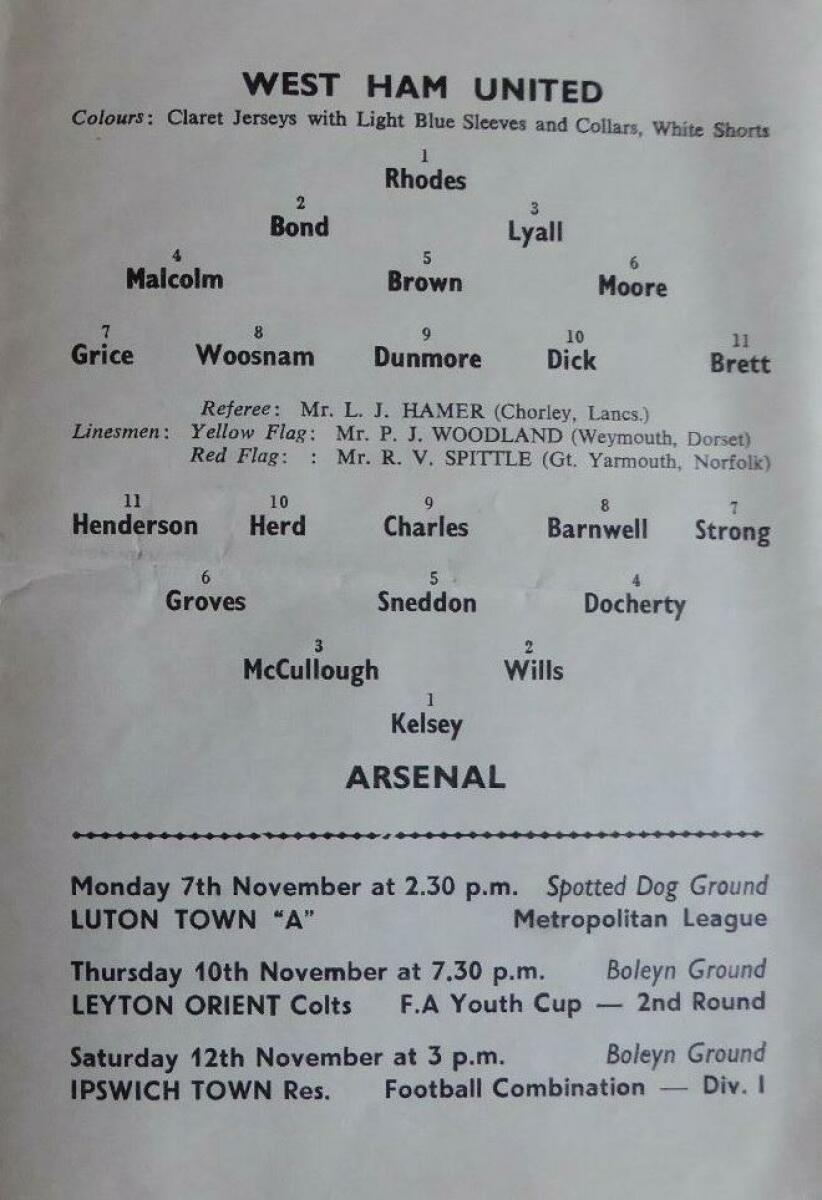 WEST HAM UNITED
Colours: Claret Jerseys with Light Blue Sleeves and Collars, White Shorts
1
Rhodes
2 3
Bond Lyall
4 5 6
Malcolm Brown Moore
7 8 9 10 11
Grice Woosnam Dunmore Dick Brett
Referee: Mr. L. J. HAMER (Chorley, Lancs.)
Linesmen: Yellow Flag: Mr. P. J. WOODLAND (Weymouth, Dorset)
Red Flag: : Mr. R. V. SPITTLE (Gt. Yarmouth, Norfolk)
11 10 9 8 7
Henderson Herd Charles Barnwell Strong
6 5 4
Groves Sneddon Docherty
3 2
McCullough Wills
1
Kelsey
ARSENAL
Monday 7th November at 2.30 p.m. Spotted Dog Ground
LUTON TOWN "A" Metropolitan League
Thursday 10th November at 7.30 p.m. Boleyn Ground
LEYTON ORIENT Colts F.A Youth Cup — 2nd Round
Saturday 12th November at 3 p.m. Boleyn Ground
IPSWICH TOWN Res. Football Combination — Div. I